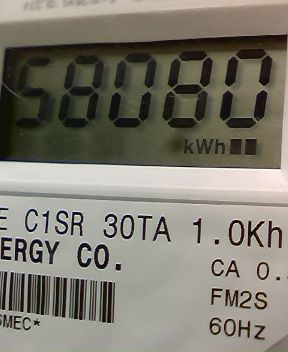 58080
kWh
E C1SR 30TA 1.0Kh
ERGY CO.
CA 0.
FM2S
60Hz
SMEC*